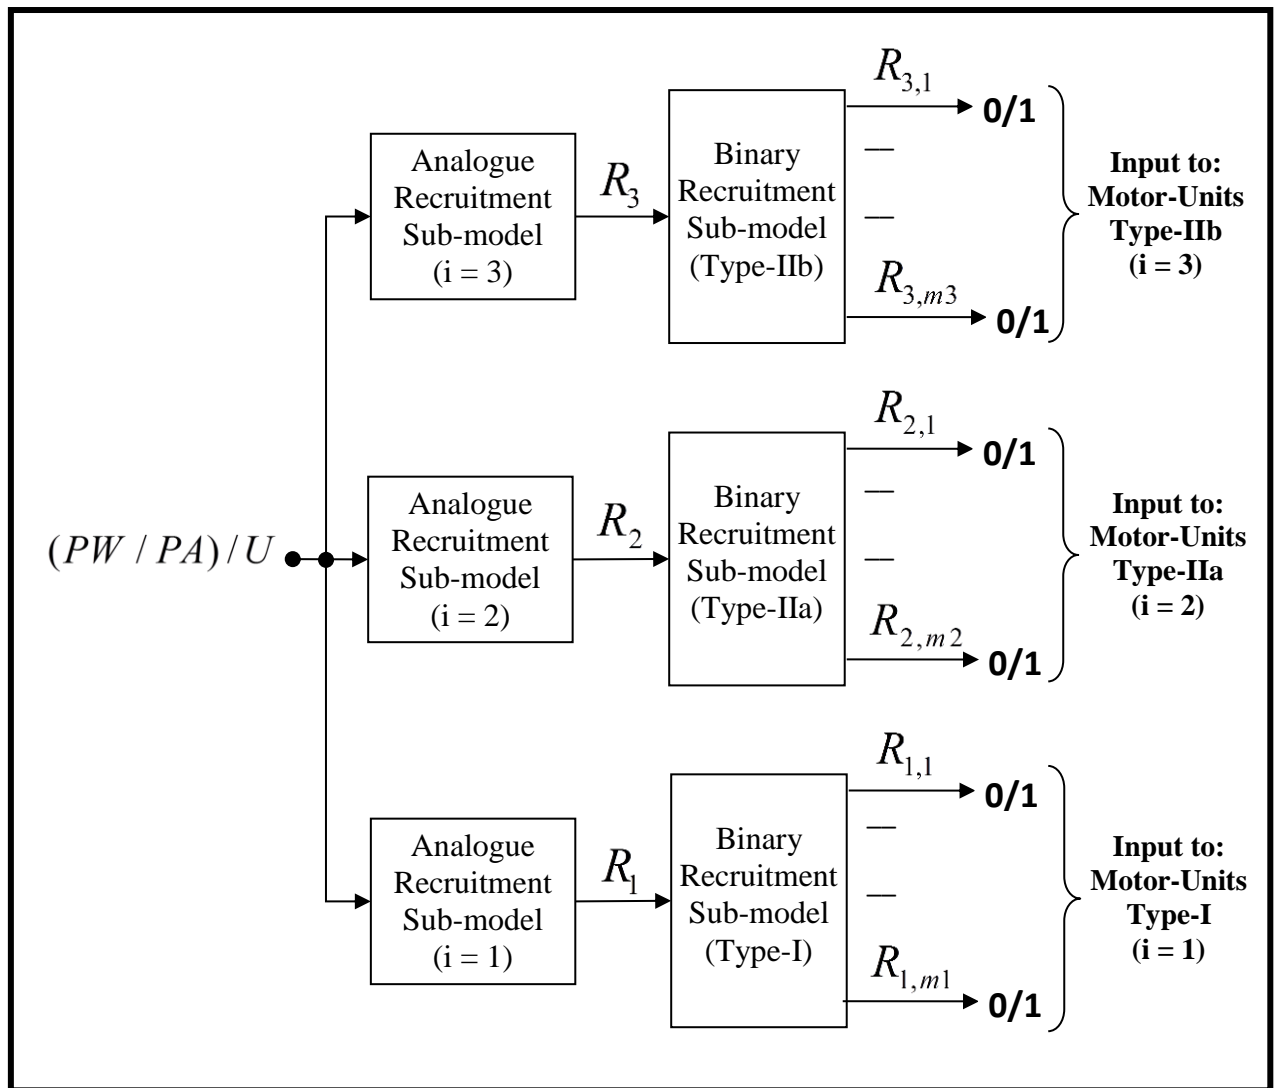 R3,1
0/1
Analogue
Recruitment
Sub-model
(i = 3)
R3
Binary
Recruitment
Sub-model
(Type-IIb)
R3,m3
0/1
Input to:
Motor-Units
Type-IIb
(i = 3)
(PW / PA) / U
Analogue
Recruitment
Sub-model
(i = 2)
R2
Binary
Recruitment
Sub-model
(Type-IIa)
R2,1
0/1
R2,m2
0/1
Input to:
Motor-Units
Type-IIa
(i = 2)
Analogue
Recruitment
Sub-model
(i = 1)
R1
Binary
Recruitment
Sub-model
(Type-I)
R1,1
0/1
R1,m1
0/1
Input to:
Motor-Units
Type-I
(i = 1)